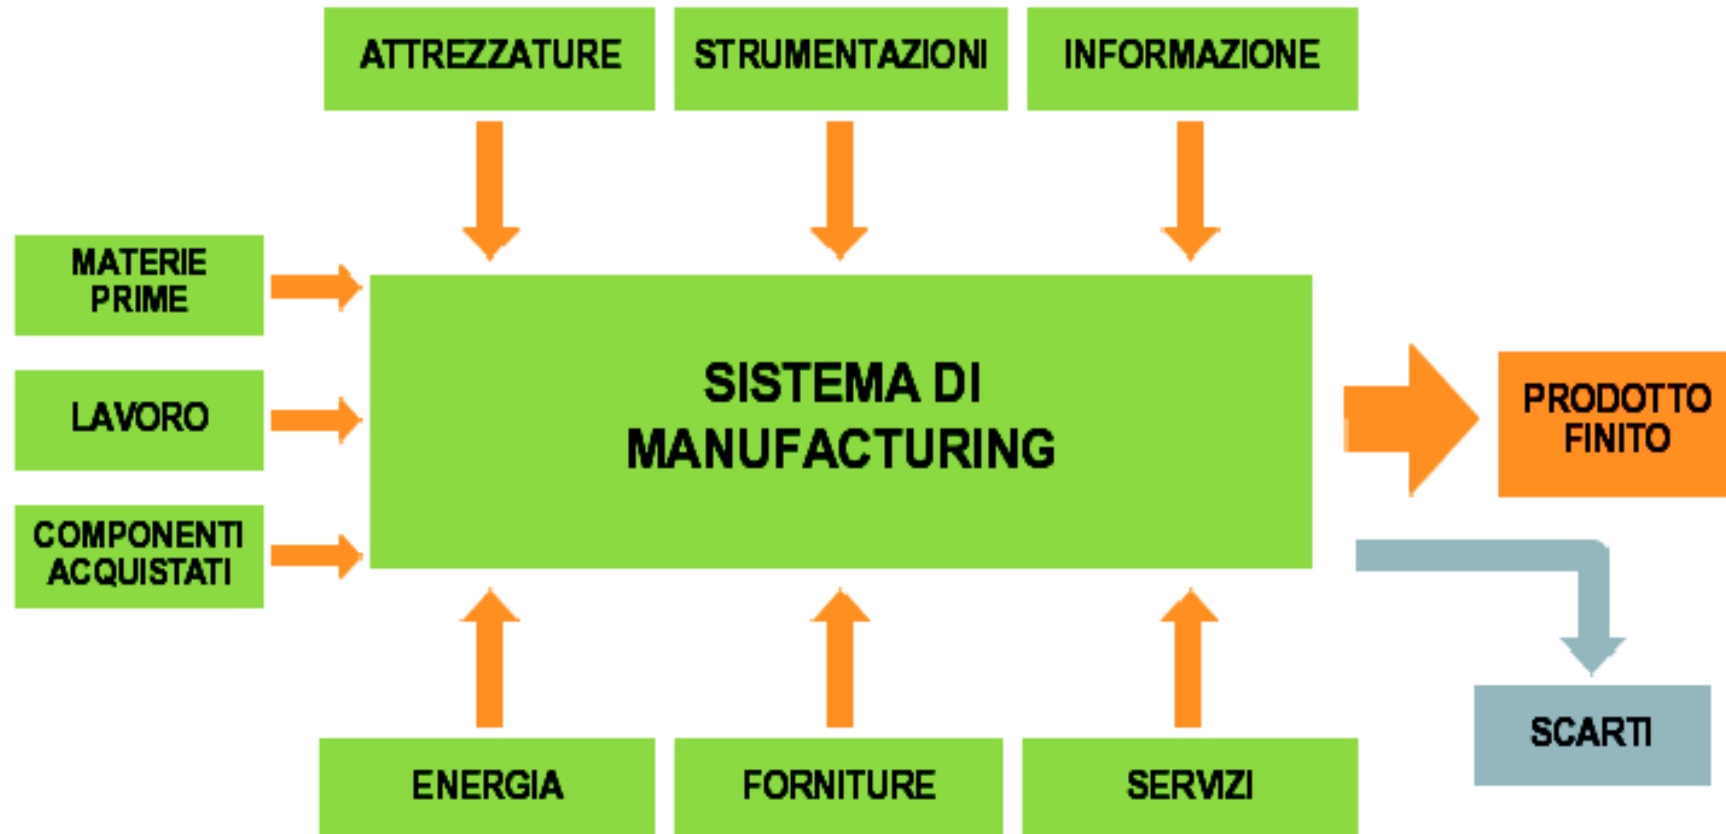 ATTREZZATURE
STRUMENTAZIONI
INFORMAZIONE
MATERIE
PRIME
LAVORO
COMPONENTI
ACQUISTATI
SISTEMA DI
MANUFACTURING
PRODOTTO
FINITO
SCARTI
ENERGIA
FORNITURE
SERVIZI